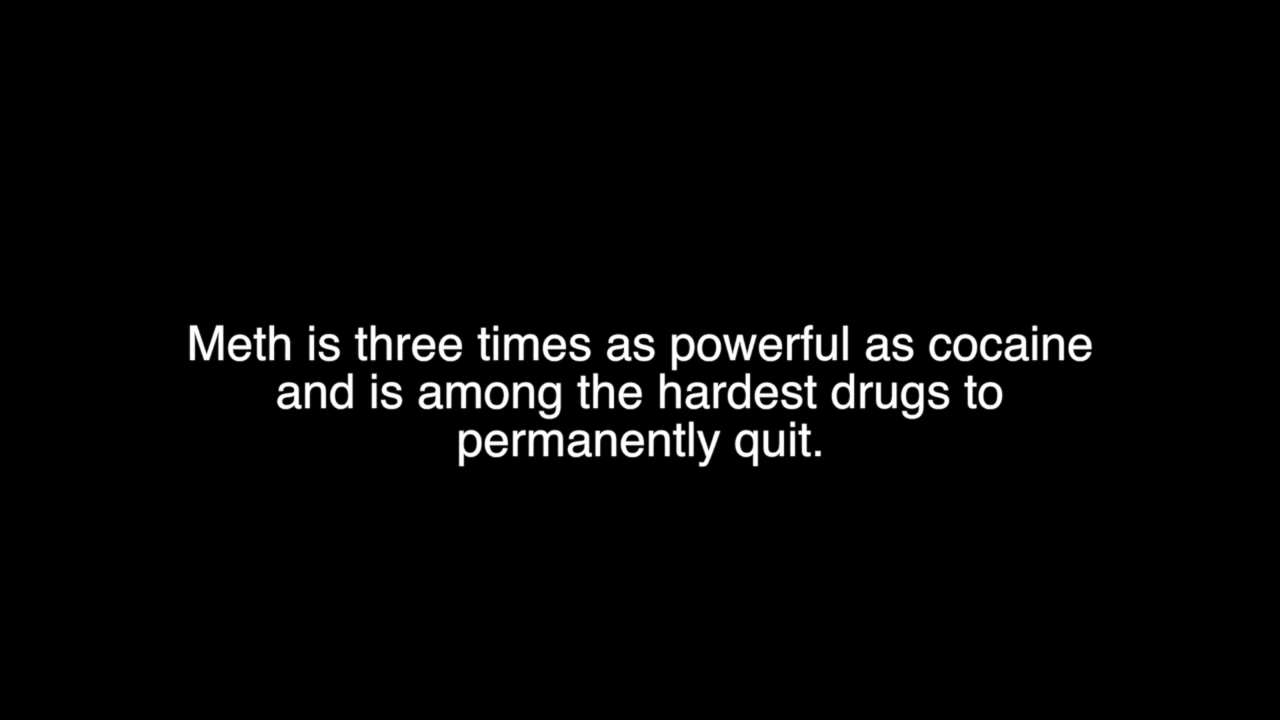 Meth is three times as powerful as cocaine
and is among the hardest drugs to
permanently quit.